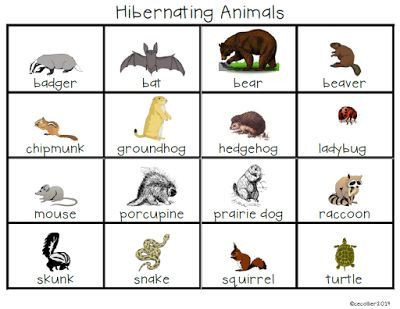 Hibernating Animals
badger bat bear beaver
chipmunk groundhog hedgehog ladybug
mouse porcupine prairie dog raccoon
skunk snake squirrel turtle
©cecollier2019